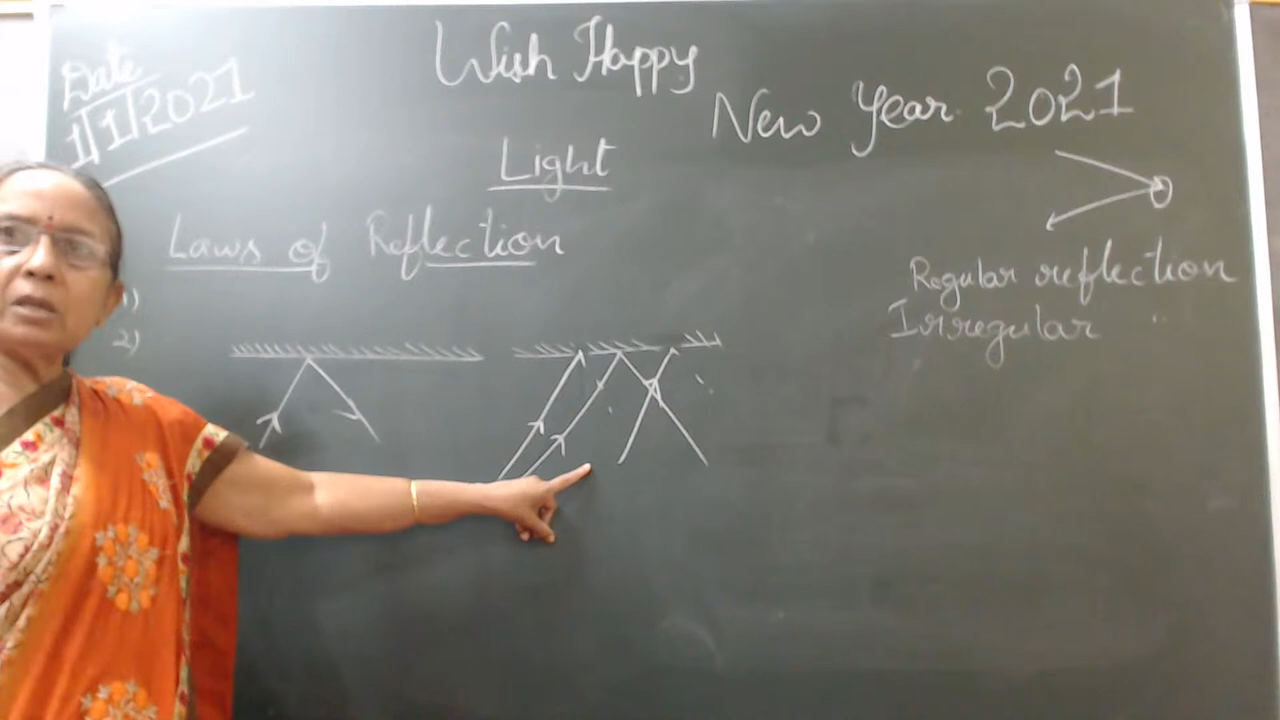 Date
1/1/2021
Wish Happy
New Year 2021
Light
Laws of Reflection
1)
2)
Regular reflection
Irregular "